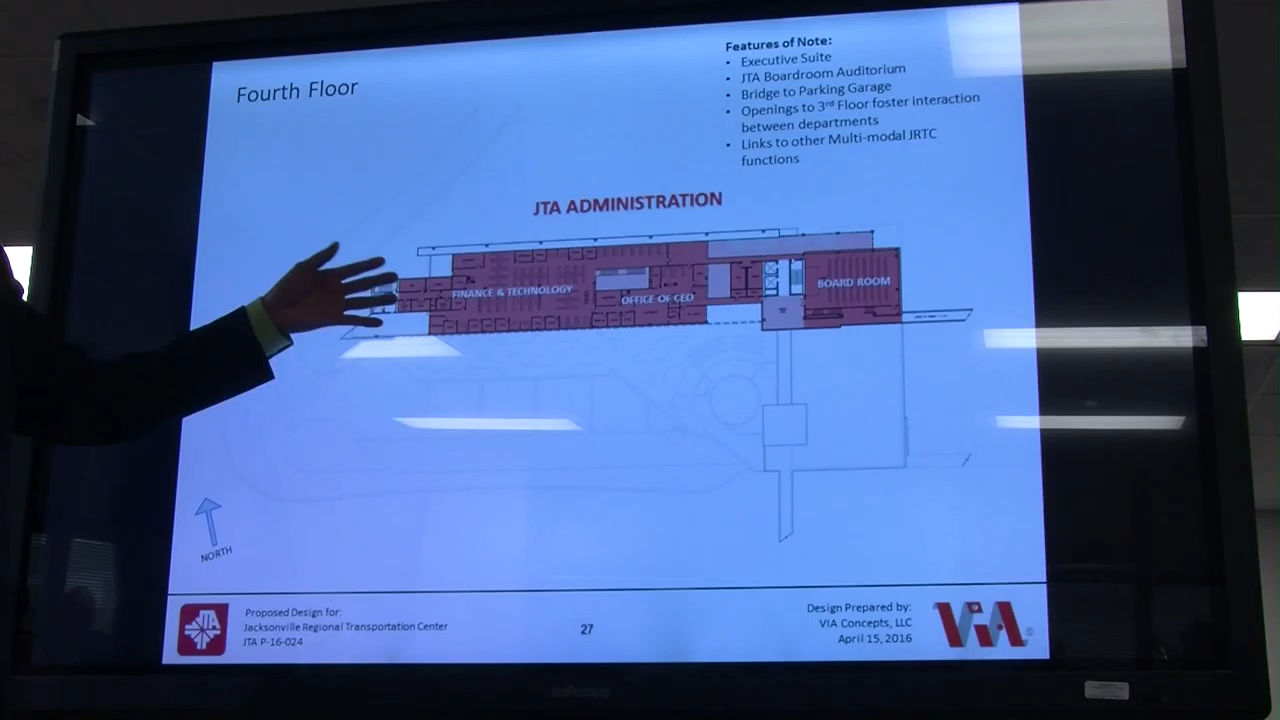 Fourth Floor
Features of Note:
• Executive Suite
• JTA Boardroom Auditorium
• Bridge to Parking Garage
• Openings to 3rd Floor foster interaction
between departments
• Links to other Multi-modal JRTC
functions
JTA ADMINISTRATION
FINANCE & TECHNOLOGY
OFFICE OF CEO
BOARD ROOM
NORTH
JTA
Proposed Design for:
Jacksonville Regional Transportation Center
JTA P-16-024
27
Design Prepared by:
VIA Concepts, LLC
April 15, 2016
VIA®
InFocus